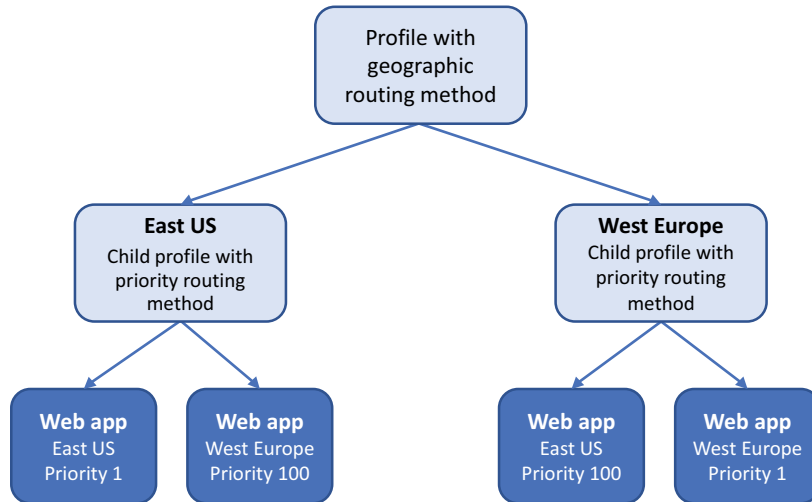 Profile with
geographic
routing method
East US
Child profile with
priority routing
method
West Europe
Child profile with
priority routing
method
Web app
East US
Priority 1
Web app
West Europe
Priority 100
Web app
East US
Priority 100
Web app
West Europe
Priority 1